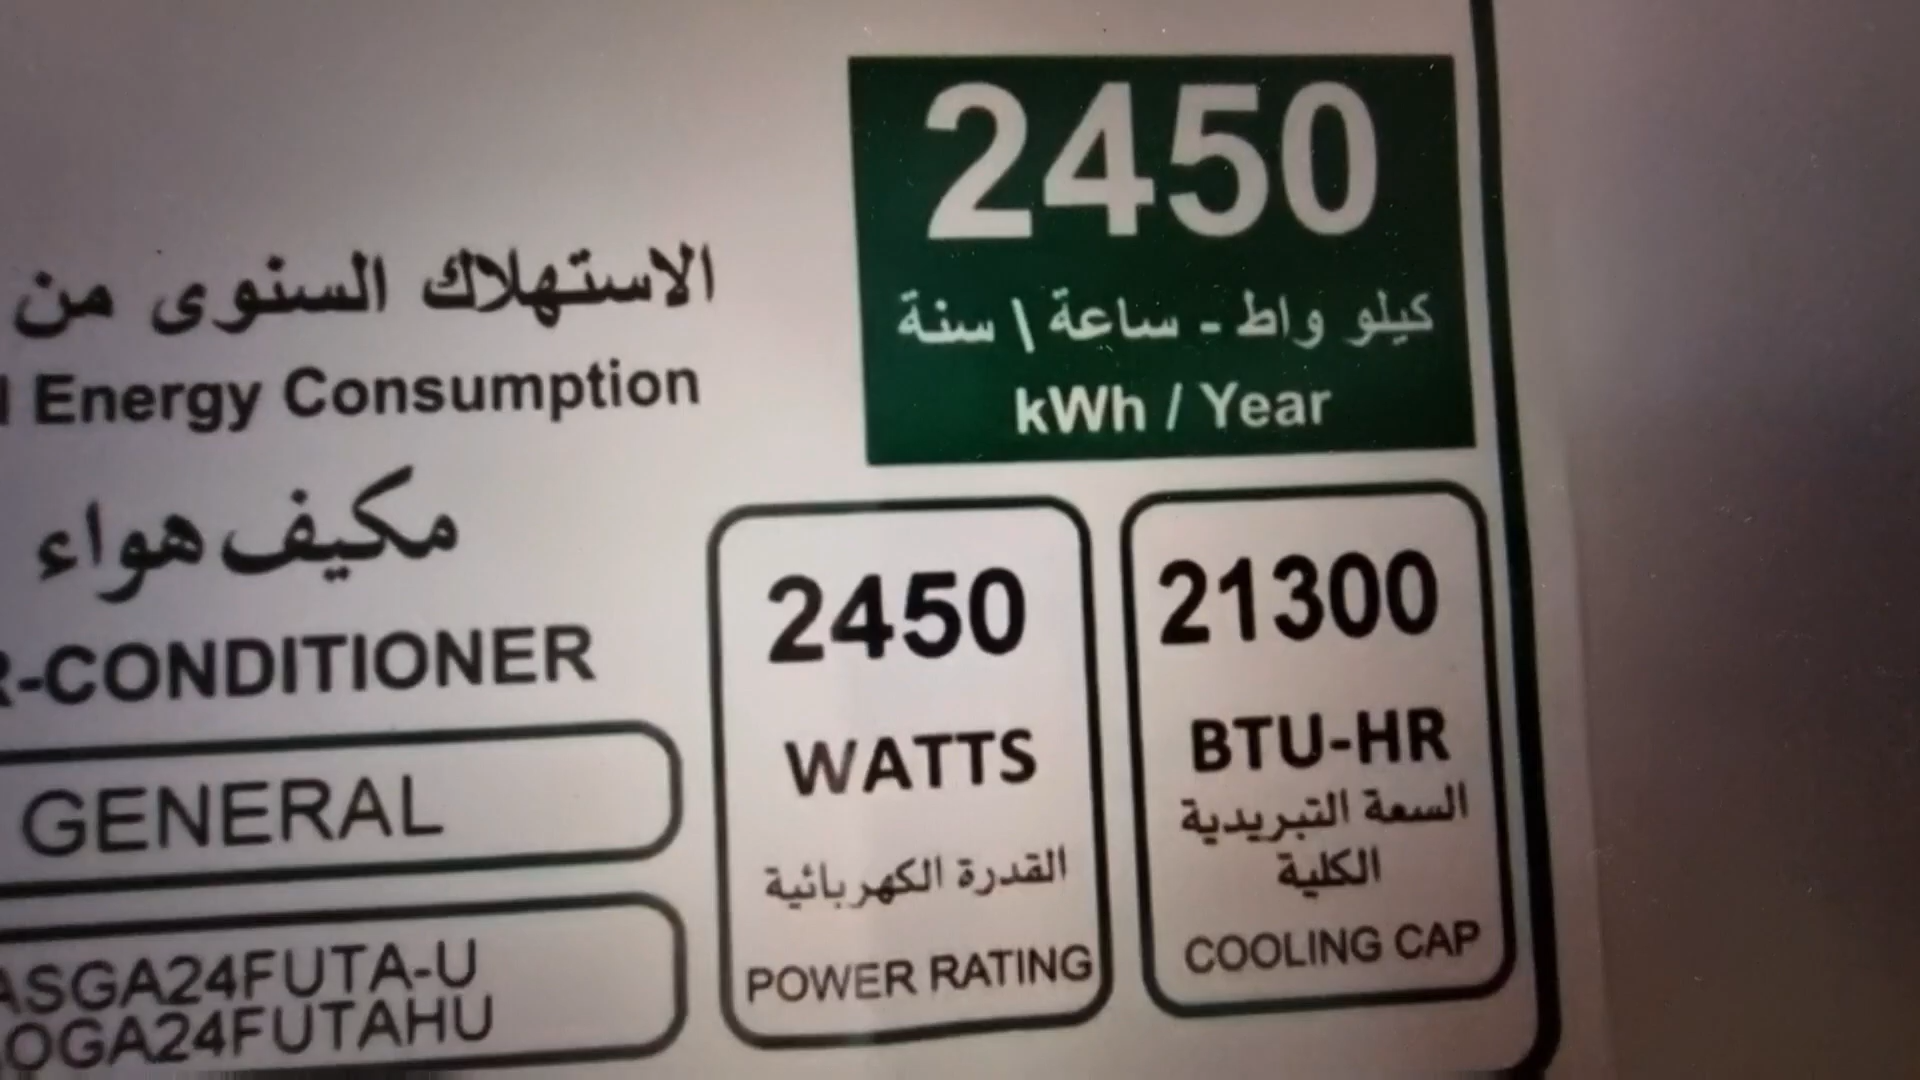 2450
كيلو واط - ساعة \ سنة
kWh / Year
الاستهلاك السنوى من
Energy Consumption
مكيف هواء
R-CONDITIONER
GENERAL
ASGA24FUTA-U
OGA24FUTAHU
2450
WATTS
القدرة الكهربائية
POWER RATING
21300
BTU-HR
السعة التبريدية
الكلية
COOLING CAP